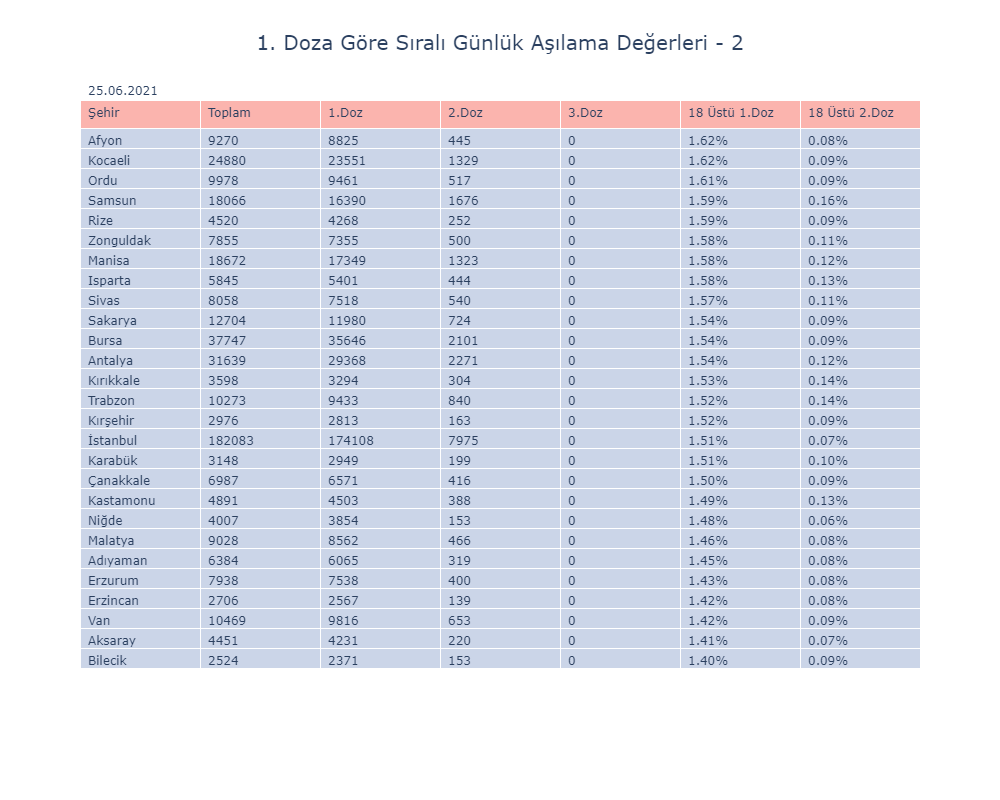 1. Doza Göre Sıralı Günlük Aşılama Değerleri - 2
25.06.2021
Şehir Toplam 1.Doz 2.Doz 3.Doz 18 Üstü 1.Doz 18 Üstü 2.Doz
Afyon 9270 8825 445 0 1.62% 0.08%
Kocaeli 24880 23551 1329 0 1.62% 0.09%
Ordu 9978 9461 517 0 1.61% 0.09%
Samsun 18066 16390 1676 0 1.59% 0.16%
Rize 4520 4268 252 0 1.59% 0.09%
Zonguldak 7855 7355 500 0 1.58% 0.11%
Manisa 18672 17349 1323 0 1.58% 0.12%
Isparta 5845 5401 444 0 1.58% 0.13%
Sivas 8058 7518 540 0 1.57% 0.11%
Sakarya 12704 11980 724 0 1.54% 0.09%
Bursa 37747 35646 2101 0 1.54% 0.09%
Antalya 31639 29368 2271 0 1.54% 0.12%
Kırıkkale 3598 3294 304 0 1.53% 0.14%
Trabzon 10273 9433 840 0 1.52% 0.14%
Kırşehir 2976 2813 163 0 1.52% 0.09%
İstanbul 182083 174108 7975 0 1.51% 0.07%
Karabük 3148 2949 199 0 1.51% 0.10%
Çanakkale 6987 6571 416 0 1.50% 0.09%
Kastamonu 4891 4503 388 0 1.49% 0.13%
Niğde 4007 3854 153 0 1.48% 0.06%
Malatya 9028 8562 466 0 1.46% 0.08%
Adıyaman 6384 6065 319 0 1.45% 0.08%
Erzurum 7938 7538 400 0 1.43% 0.08%
Erzincan 2706 2567 139 0 1.42% 0.08%
Van 10469 9816 653 0 1.42% 0.09%
Aksaray 4451 4231 220 0 1.41% 0.07%
Bilecik 2524 2371 153 0 1.40% 0.09%